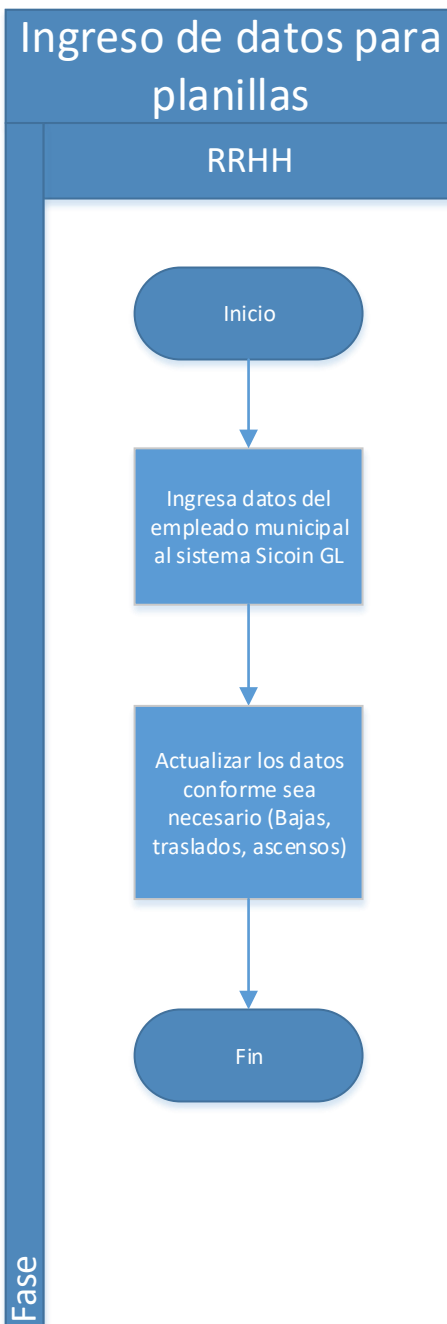 Ingreso de datos para
planillas
RRHH
Inicio
Ingresa datos del
empleado municipal
al sistema Sicoin GL
Actualizar los datos
conforme sea
necesario (Bajas,
traslados, ascensos)
Fin
Fase